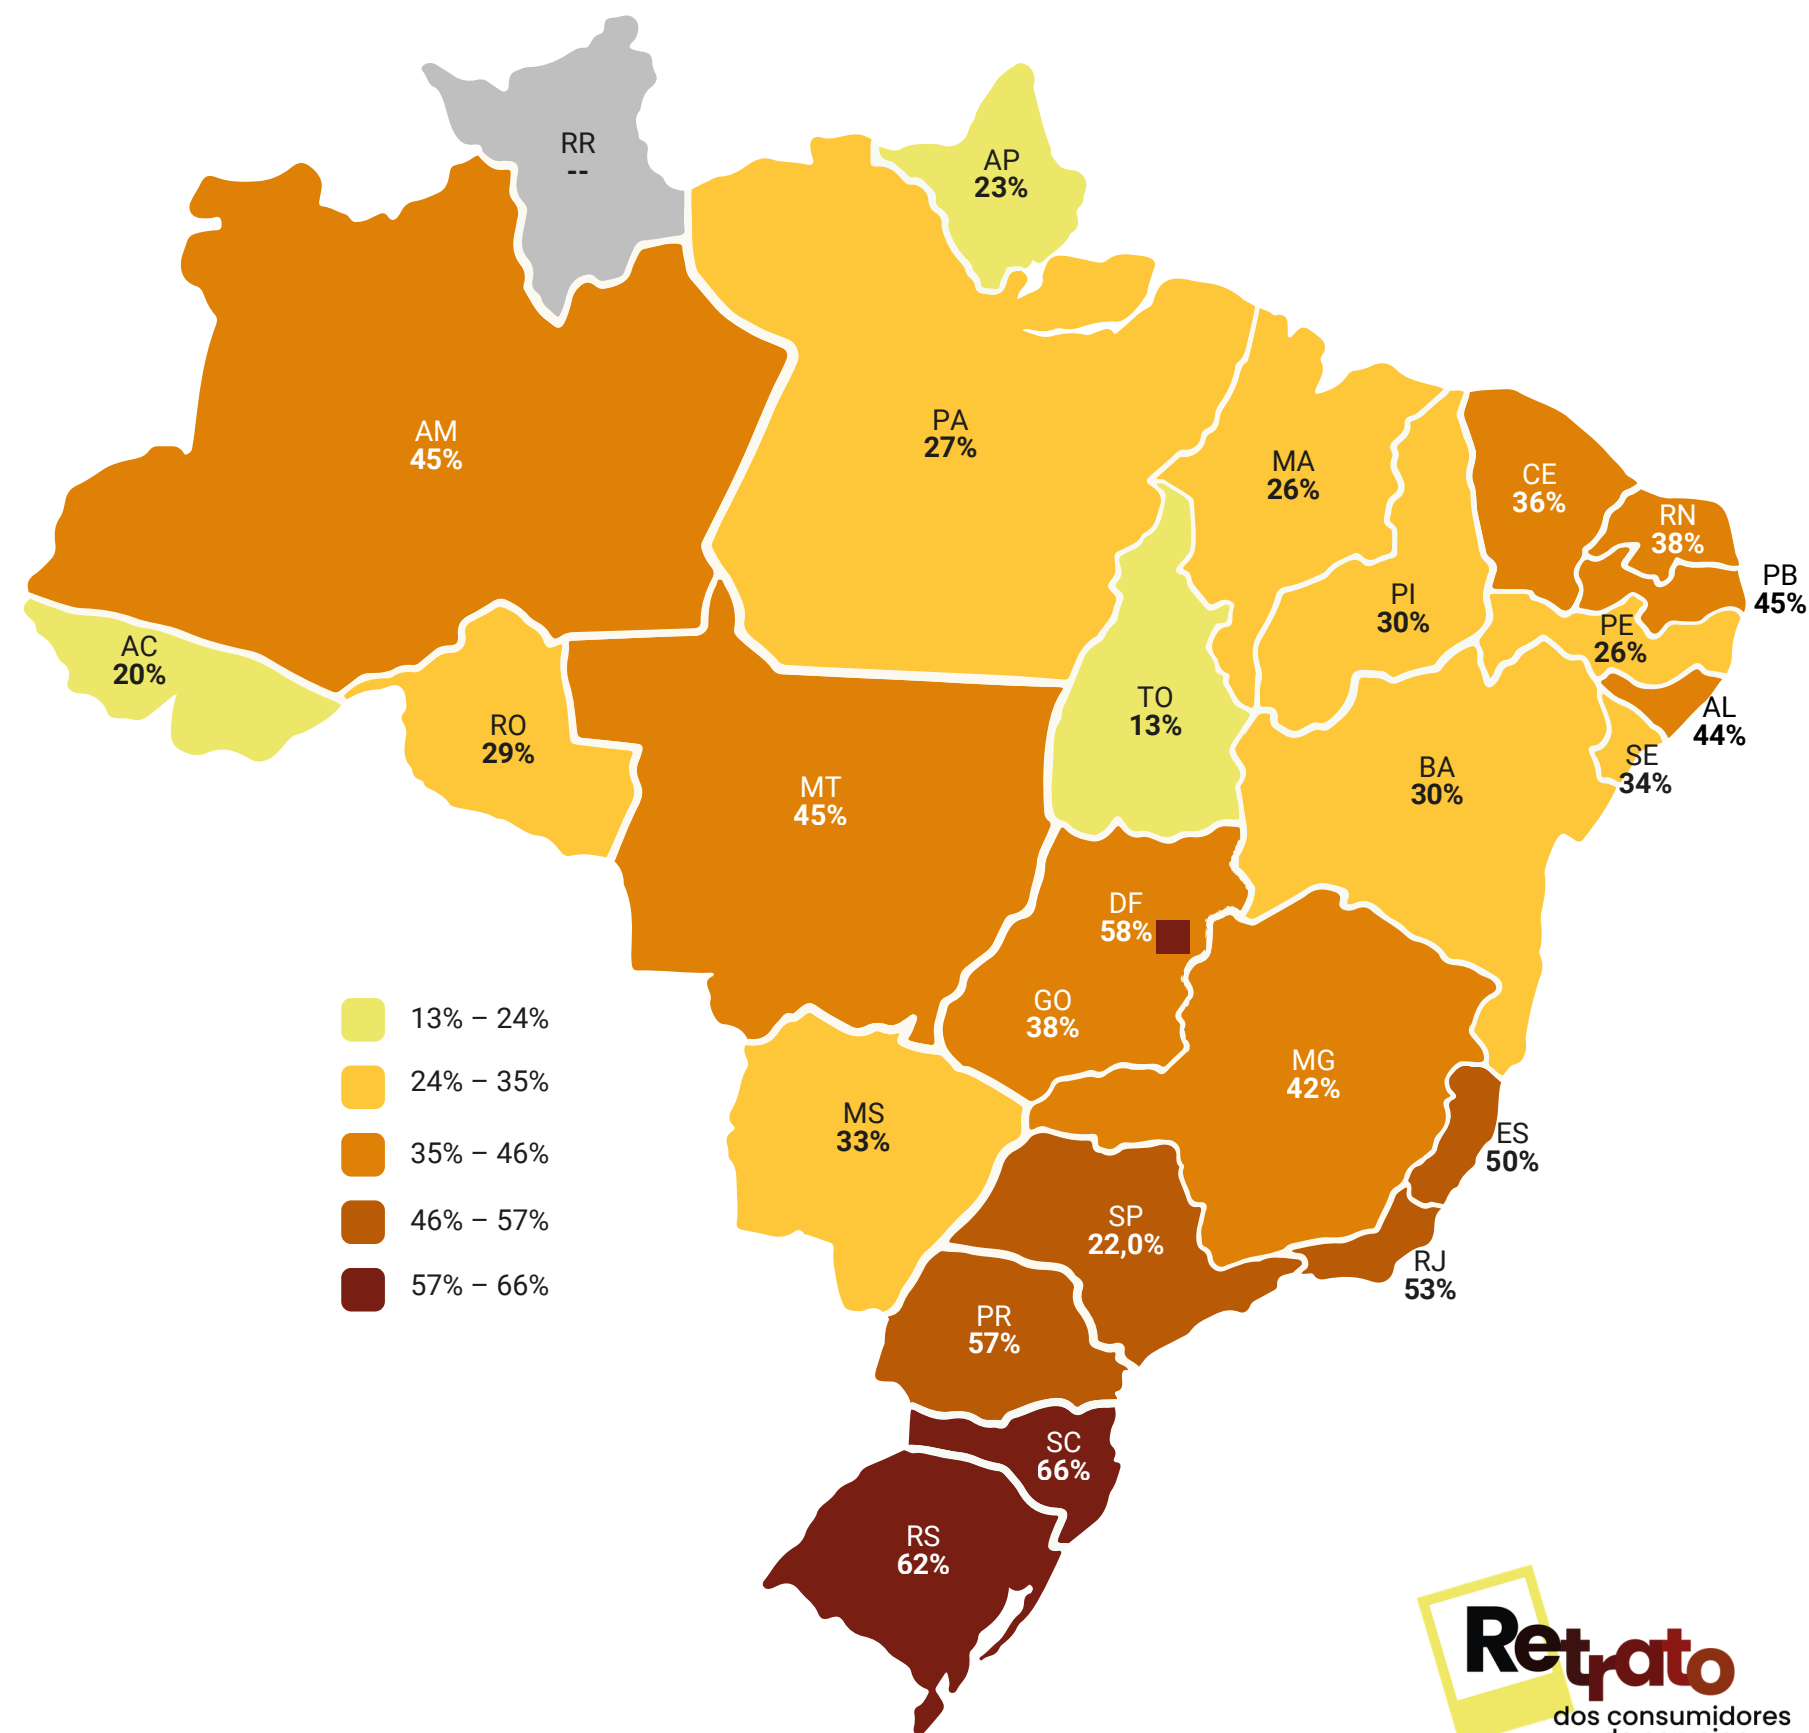 RR
--
AP
23%
AM
45%
PA
27%
MA
26%
CE
36%
RN
38%
PB
45%
PI
30%
PE
26%
AC
20%
TO
13%
AL
44%
RO
29%
SE
34%
BA
30%
MT
45%
DF
58%
GO
38%
13% – 24%
24% – 35%
35% – 46%
46% – 57%
57% – 66%
MG
42%
MS
33%
ES
50%
SP
22,0%
RJ
53%
PR
57%
SC
66%
RS
62%
Retrato
dos consumidores